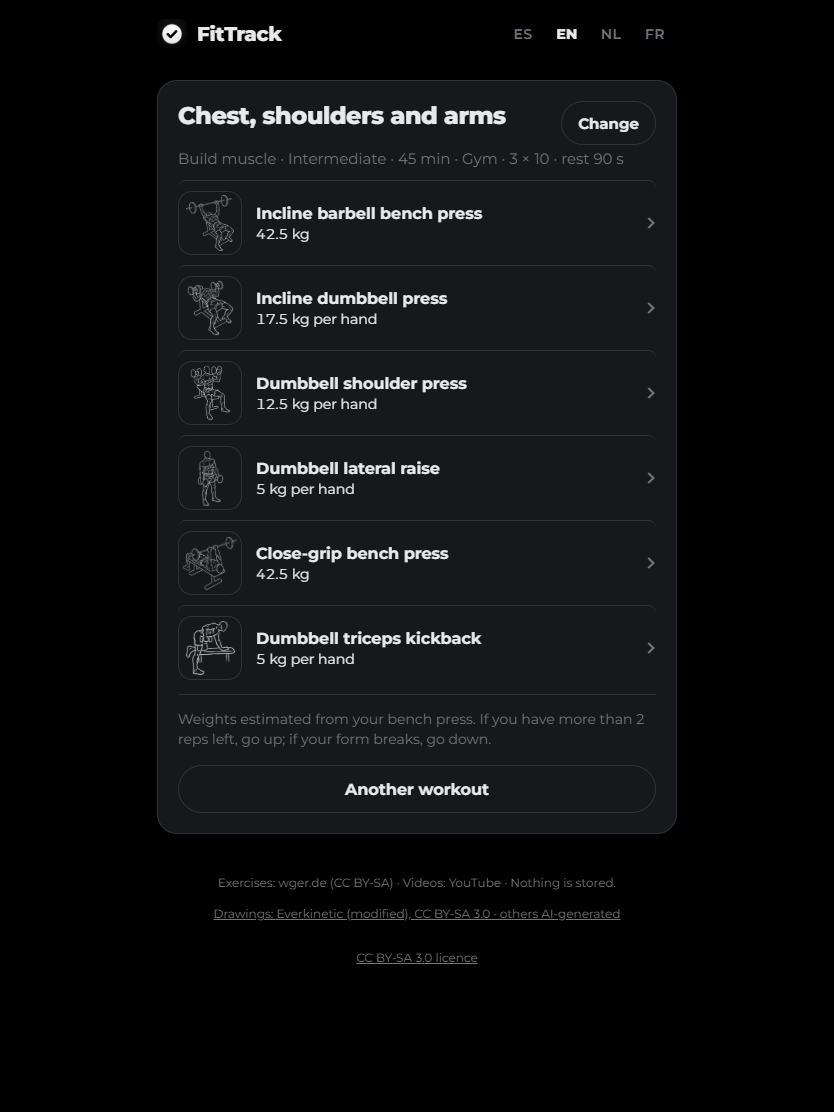 FitTrack
ES EN NL FR
Chest, shoulders and arms
Change
Build muscle · Intermediate · 45 min · Gym · 3 × 10 · rest 90 s
Incline barbell bench press
42.5 kg
Incline dumbbell press
17.5 kg per hand
Dumbbell shoulder press
12.5 kg per hand
Dumbbell lateral raise
5 kg per hand
Close-grip bench press
42.5 kg
Dumbbell triceps kickback
5 kg per hand
Weights estimated from your bench press. If you have more than 2
reps left, go up; if your form breaks, go down.
Another workout
Exercises: wger.de (CC BY-SA) · Videos: YouTube · Nothing is stored.
Drawings: Everkinetic (modified), CC BY-SA 3.0 · others AI-generated
CC BY-SA 3.0 licence